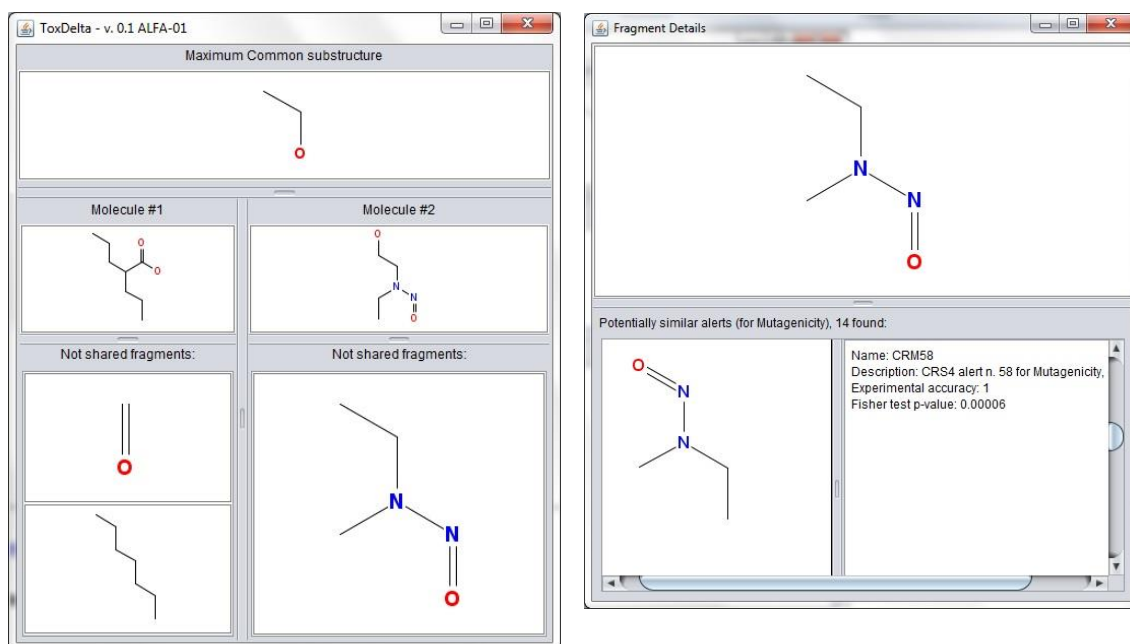 ToxDelta - v. 0.1 ALFA-01
Maximum Common substructure
O
Molecule #1
O
O
Molecule #2
O
N
N
O
Not shared fragments:
O
Not shared fragments:
N
N
O
Fragment Details
N
N
O
Potentially similar alerts (for Mutagenicity), 14 found:
O
N
N
Name: CRM58
Description: CRS4 alert n. 58 for Mutagenicity,
Experimental accuracy: 1
Fisher test p-value: 0.00006